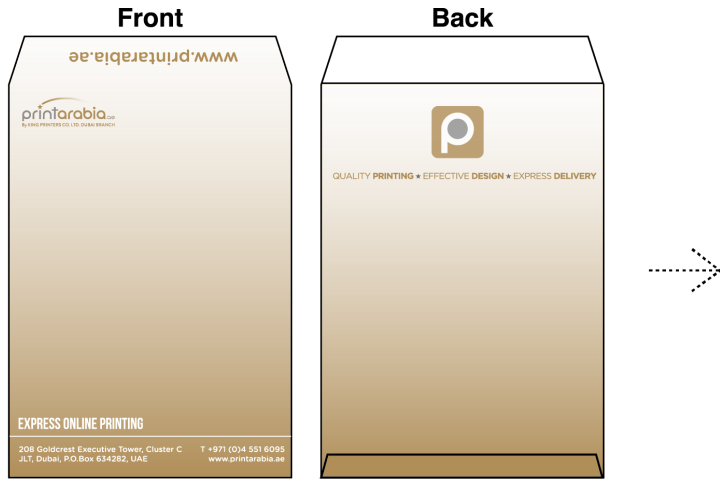 Front
www.printarabia.ae
printarabia.ae
By KING PRINTERS CO. LTD. DUBAI BRANCH
EXPRESS ONLINE PRINTING
208 Goldcrest Executive Tower, Cluster C
JLT, Dubai, P.O.Box 634282, UAE
T +971 (0)4 551 6095
www.printarabia.ae
Back
p
QUALITY PRINTING ★ EFFECTIVE DESIGN ★ EXPRESS DELIVERY